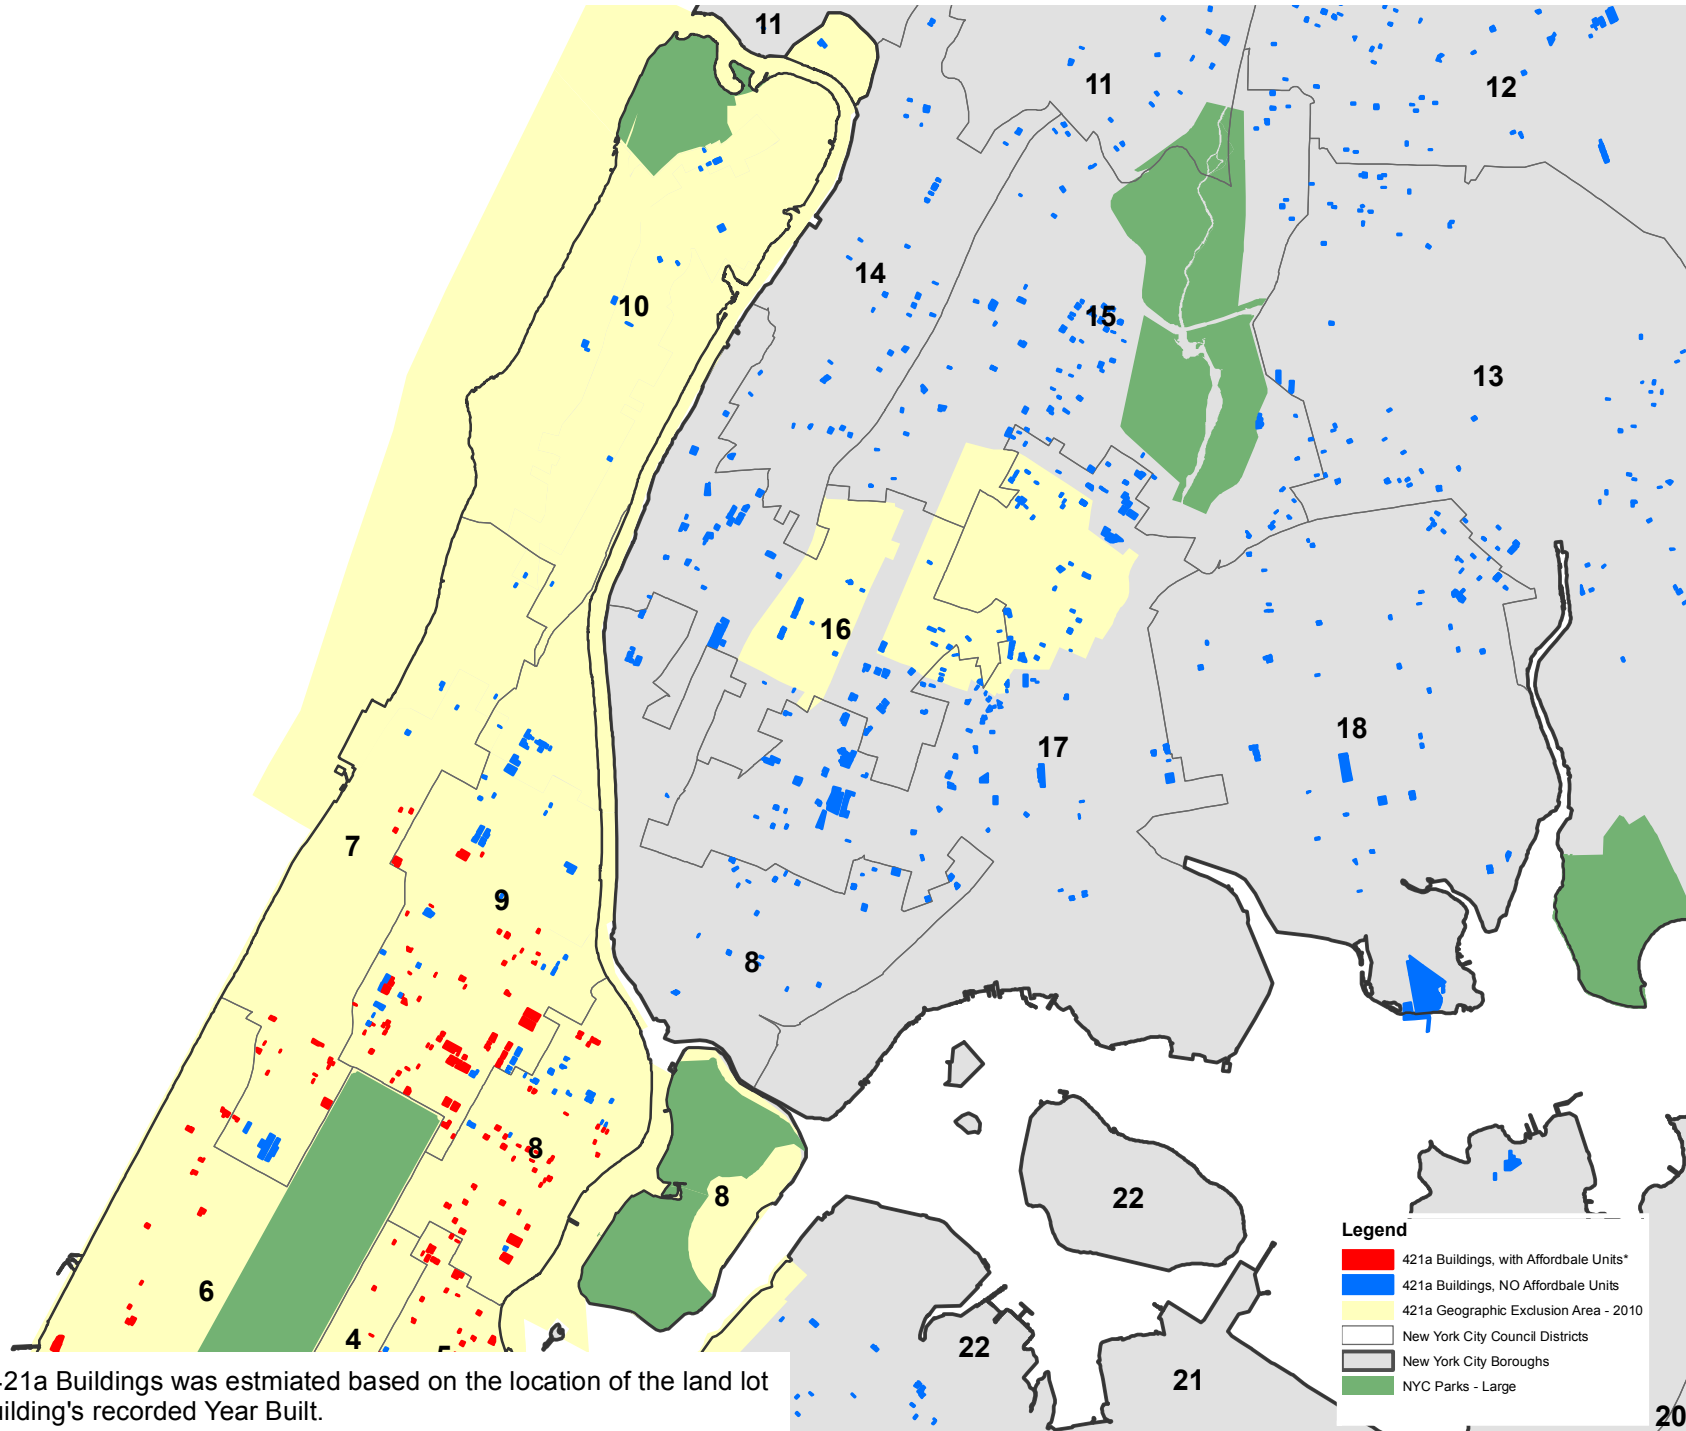 11
11
12
14
10
15
13
16
18
17
7
9
8
8
8
22
6
4
22
21
20
Legend
421a Buildings, with Affordbale Units*
421a Buildings, NO Affordbale Units
421a Geographic Exclusion Area - 2010
New York City Council Districts
New York City Boroughs
NYC Parks - Large
421a Buildings was estmiated based on the location of the land lot
uilding's recorded Year Built.